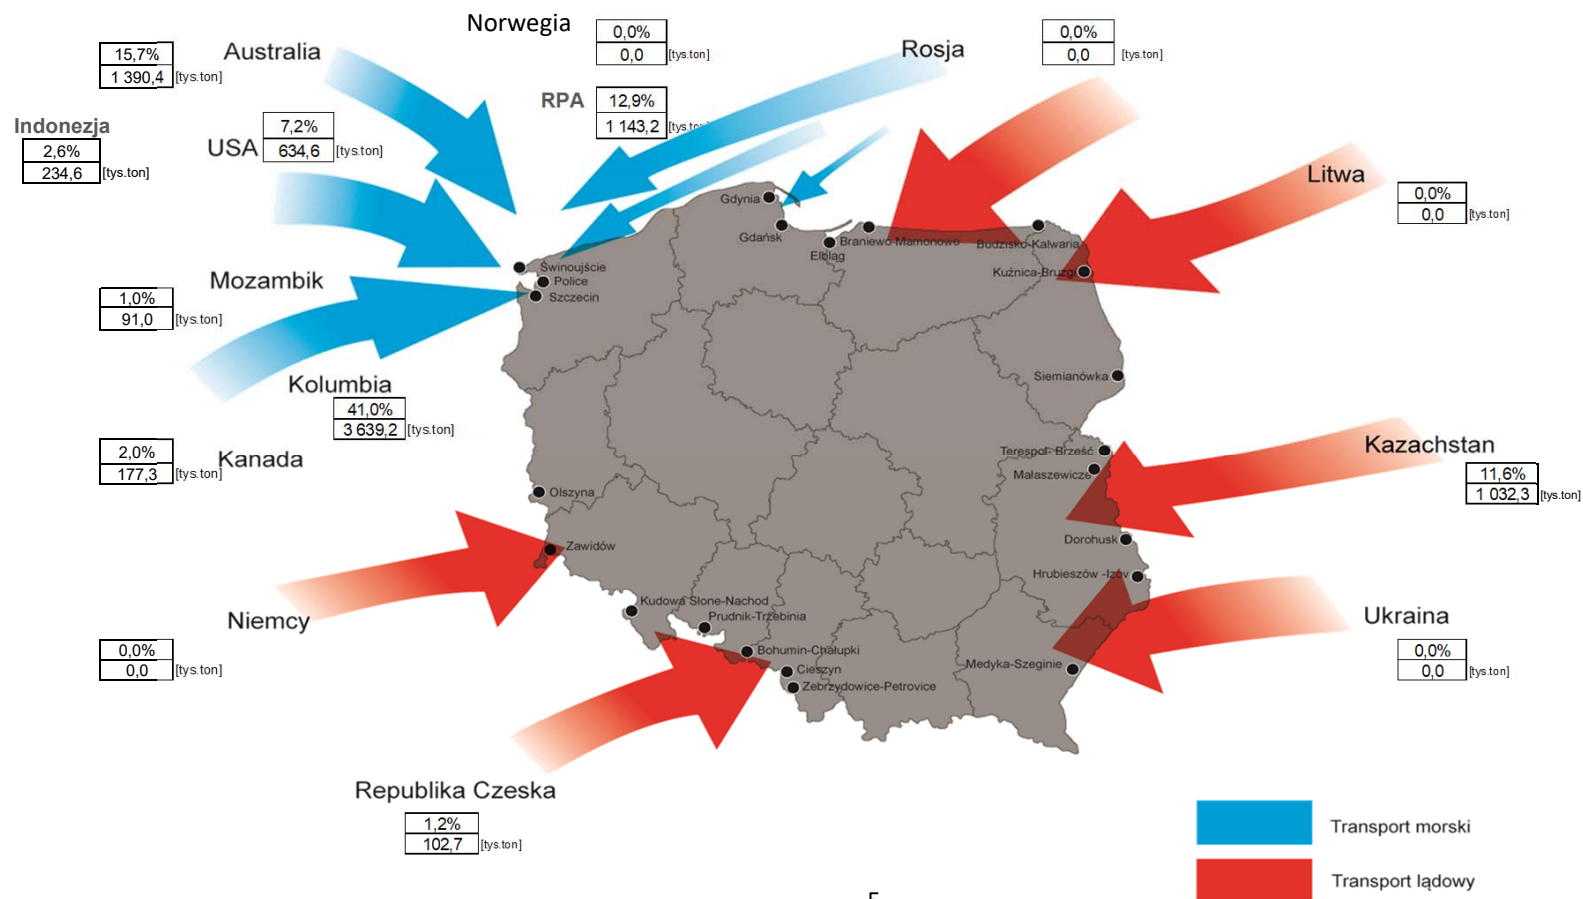 Norwegia
0,0%
0,0 [tys.ton]
Rosja
0,0%
0,0 [tys.ton]
Australia
15,7%
1 390,4 [tys.ton]
RPA
12,9%
1 143,2
Indonezja
2,6%
234,6 [tys.ton]
USA
7,2%
634,6 [tys.ton]
Litwa
0,0%
0,0 [tys.ton]
Gdynia
Gdańsk
Elbląg
Braniewo-Mamonowo
Budzisko-Kalwaria
Kuźnica-Bruzgi
Świnoujście
Police
Szczecin
Mozambik
1,0%
91,0 [tys.ton]
Kolumbia
41,0%
3 639,2 [tys.ton]
Siemianówka
Kanada
2,0%
177,3 [tys.ton]
Terespol- Brześć
Małaszewicze
Kazachstan
11,6%
1 032,3 [tys.ton]
Olszyna
Zawidów
Dorohusk
Hrubieszów -Izov
Niemcy
0,0%
0,0 [tys.ton]
Kudowa Słone-Nachod
Prudnik-Trzebinia
Bohumin-Chałupki
Cieszyn
Zebrzydowice-Petrovice
Medyka-Szeginie
Ukraina
0,0%
0,0 [tys.ton]
Republika Czeska
1,2%
102,7 [tys.ton]
Transport morski
Transport lądowy